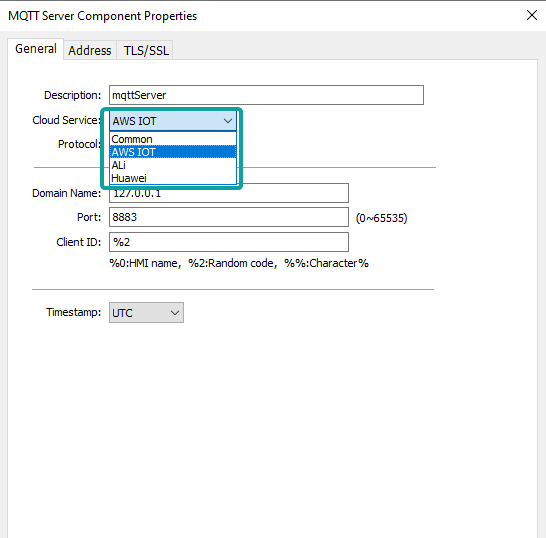 MQTT Server Component Properties
General Address TLS/SSL
Description: mqttServer
Cloud Service: AWS IOT
Protocol:
Common
AWS IOT
ALi
Huawei
Domain Name: 127.0.0.1
Port: 8883 (0~65535)
Client ID: %2
%0:HMI name, %2:Random code, %%:Character%
Timestamp: UTC